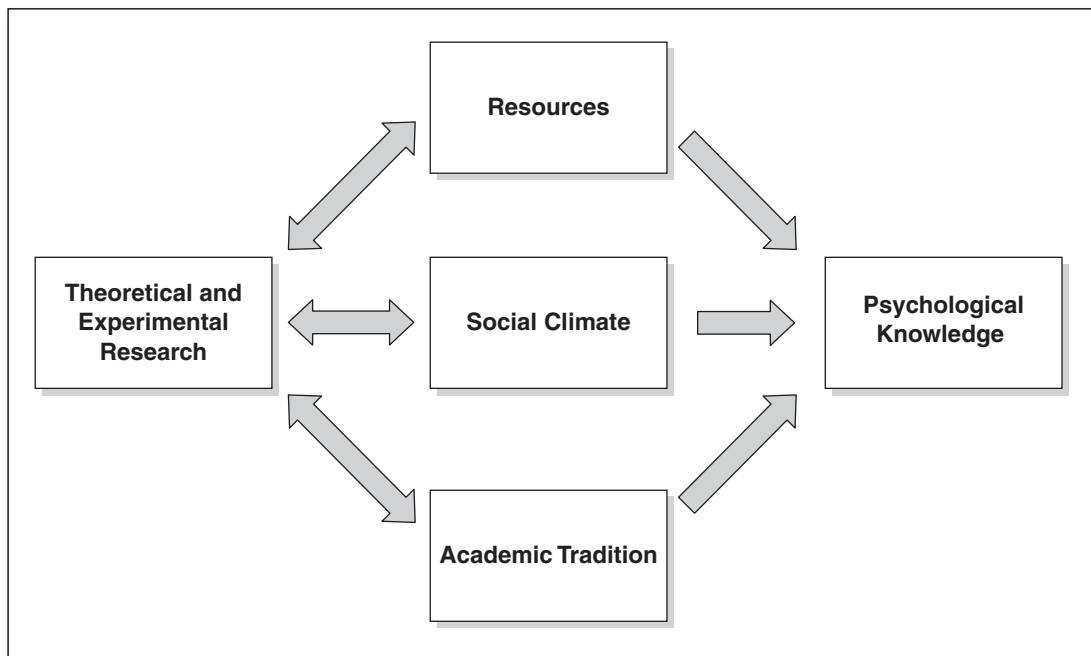 Resources
Theoretical and
Experimental
Research
Social Climate
Psychological
Knowledge
Academic Tradition